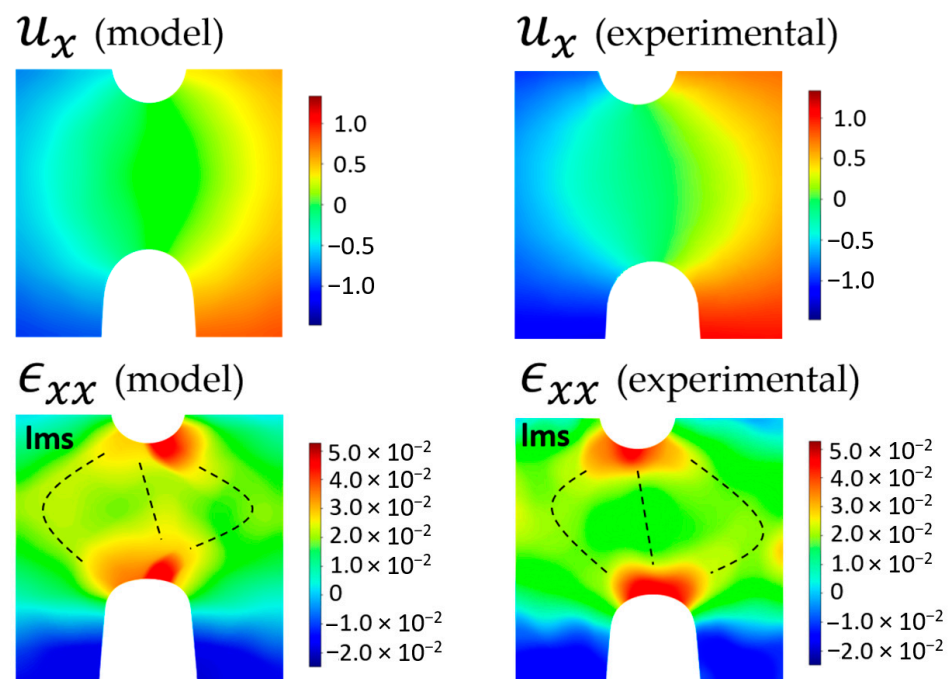 uₓ (model)
uₓ (experimental)
1.0
0.5
0
−0.5
−1.0
1.0
0.5
0
−0.5
−1.0
ϵₓₓ (model)
ϵₓₓ (experimental)
lms
5.0 × 10⁻²
4.0 × 10⁻²
3.0 × 10⁻²
2.0 × 10⁻²
1.0 × 10⁻²
0
−1.0 × 10⁻²
−2.0 × 10⁻²
lms
5.0 × 10⁻²
4.0 × 10⁻²
3.0 × 10⁻²
2.0 × 10⁻²
1.0 × 10⁻²
0
−1.0 × 10⁻²
−2.0 × 10⁻²